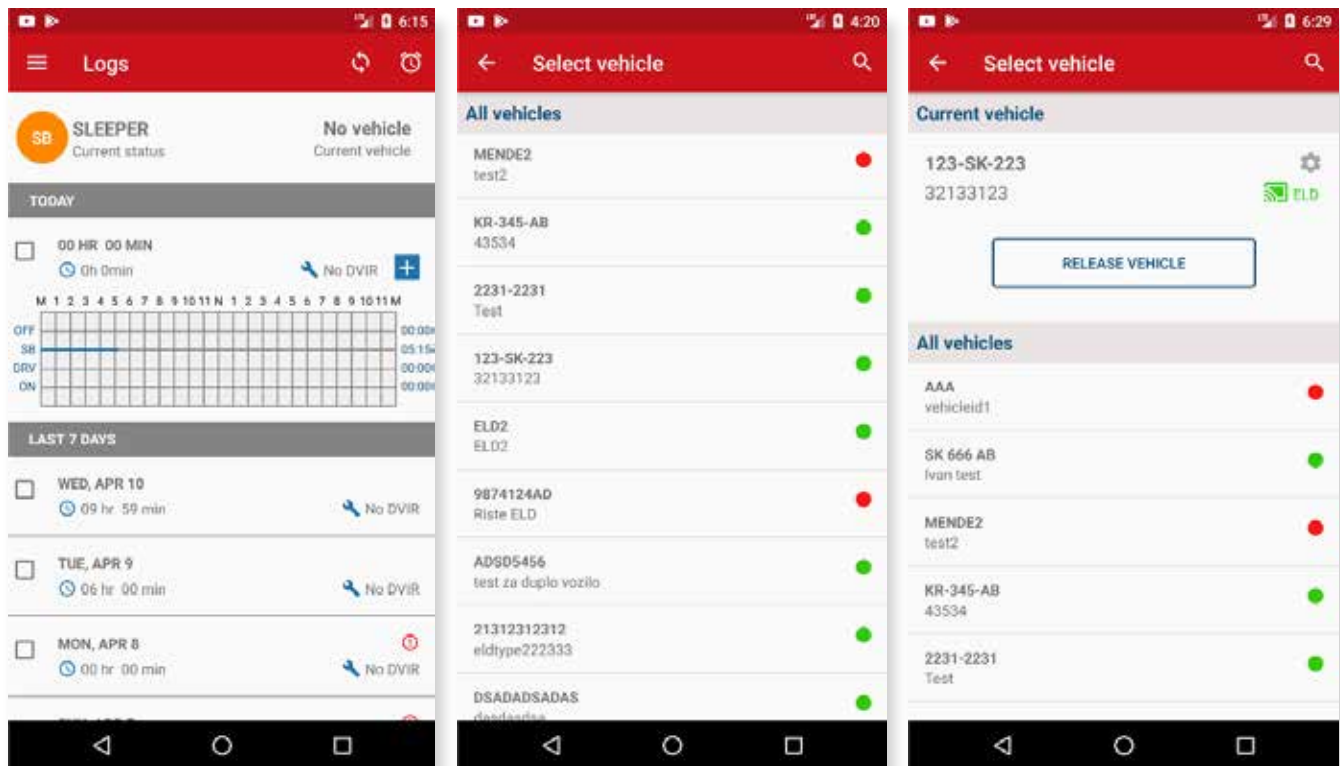 6:15
Logs
SB
SLEEPER
No vehicle
Current status
Current vehicle
TODAY
00 HR 00 MIN
0h 0min
No DVIR
M 1 2 3 4 5 6 7 8 9 10 11 N 1 2 3 4 5 6 7 8 9 10 11 M
OFF
SB
DRV
ON
LAST 7 DAYS
WED, APR 10
09 hr 59 min
No DVIR
TUE, APR 9
06 hr 00 min
No DVIR
MON, APR 8
00 hr 00 min
No DVIR
4:20
Select vehicle
All vehicles
MENDE2
test2
KR-345-AB
43534
2231-2231
Test
123-SK-223
32133123
ELD2
ELD2
9874124AD
Riste ELD
ADSD5456
test za duplo vozilo
21312312312
eldtype222333
DSADADSADAS
6:29
Select vehicle
Current vehicle
123-SK-223
32133123
ELD
RELEASE VEHICLE
All vehicles
AAA
vehicleid1
SK 666 AB
Ivan test
MENDE2
test2
KR-345-AB
43534
2231-2231
Test